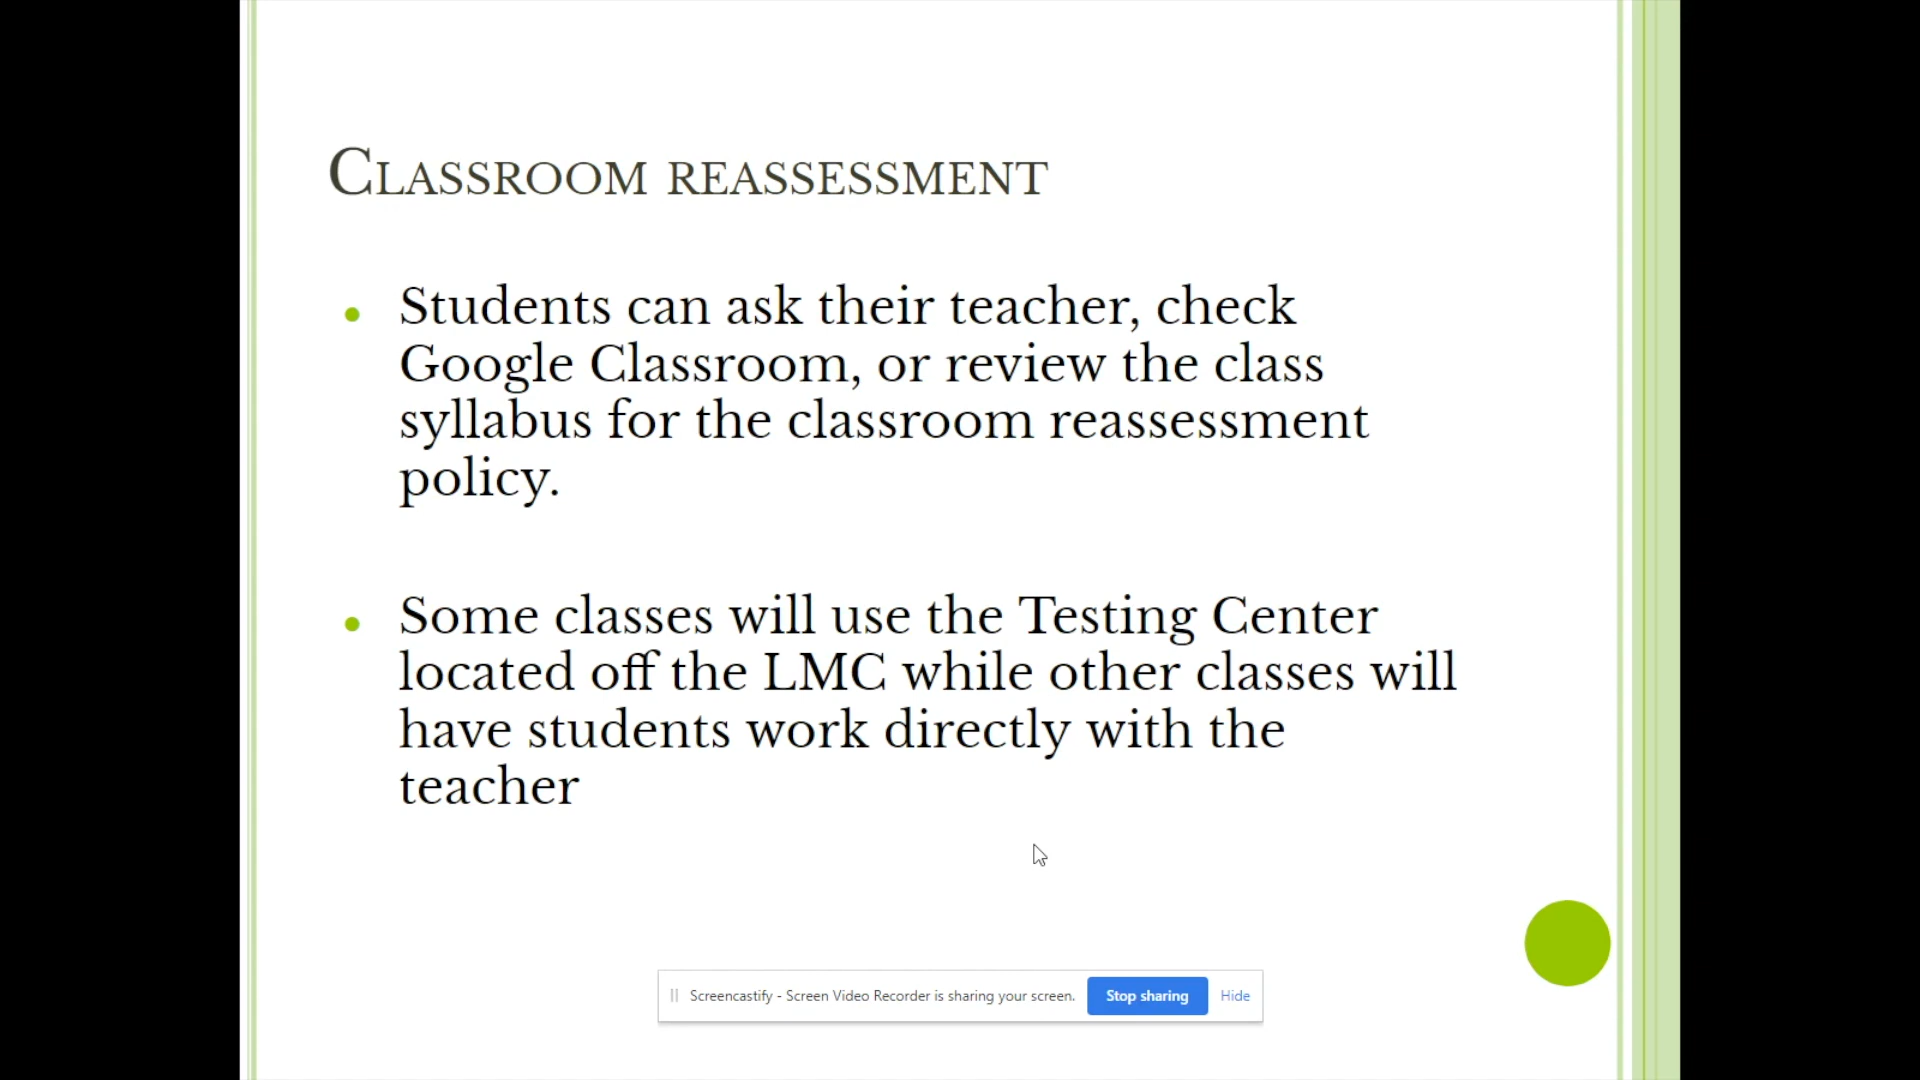 Classroom reassessment
Students can ask their teacher, check
Google Classroom, or review the class
syllabus for the classroom reassessment
policy.
Some classes will use the Testing Center
located off the LMC while other classes will
have students work directly with the
teacher
Screencastify - Screen Video Recorder is sharing your screen. Stop sharing Hide